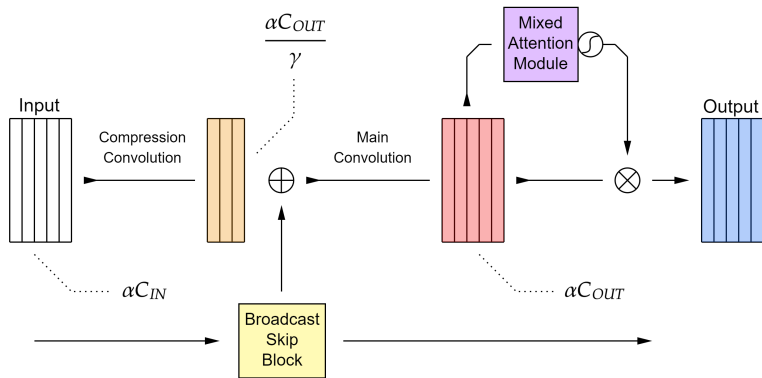 αC_OUT
γ
Mixed
Attention
Module
Input
Output
Compression
Convolution
Main
Convolution
αC_IN
αC_OUT
Broadcast
Skip
Block